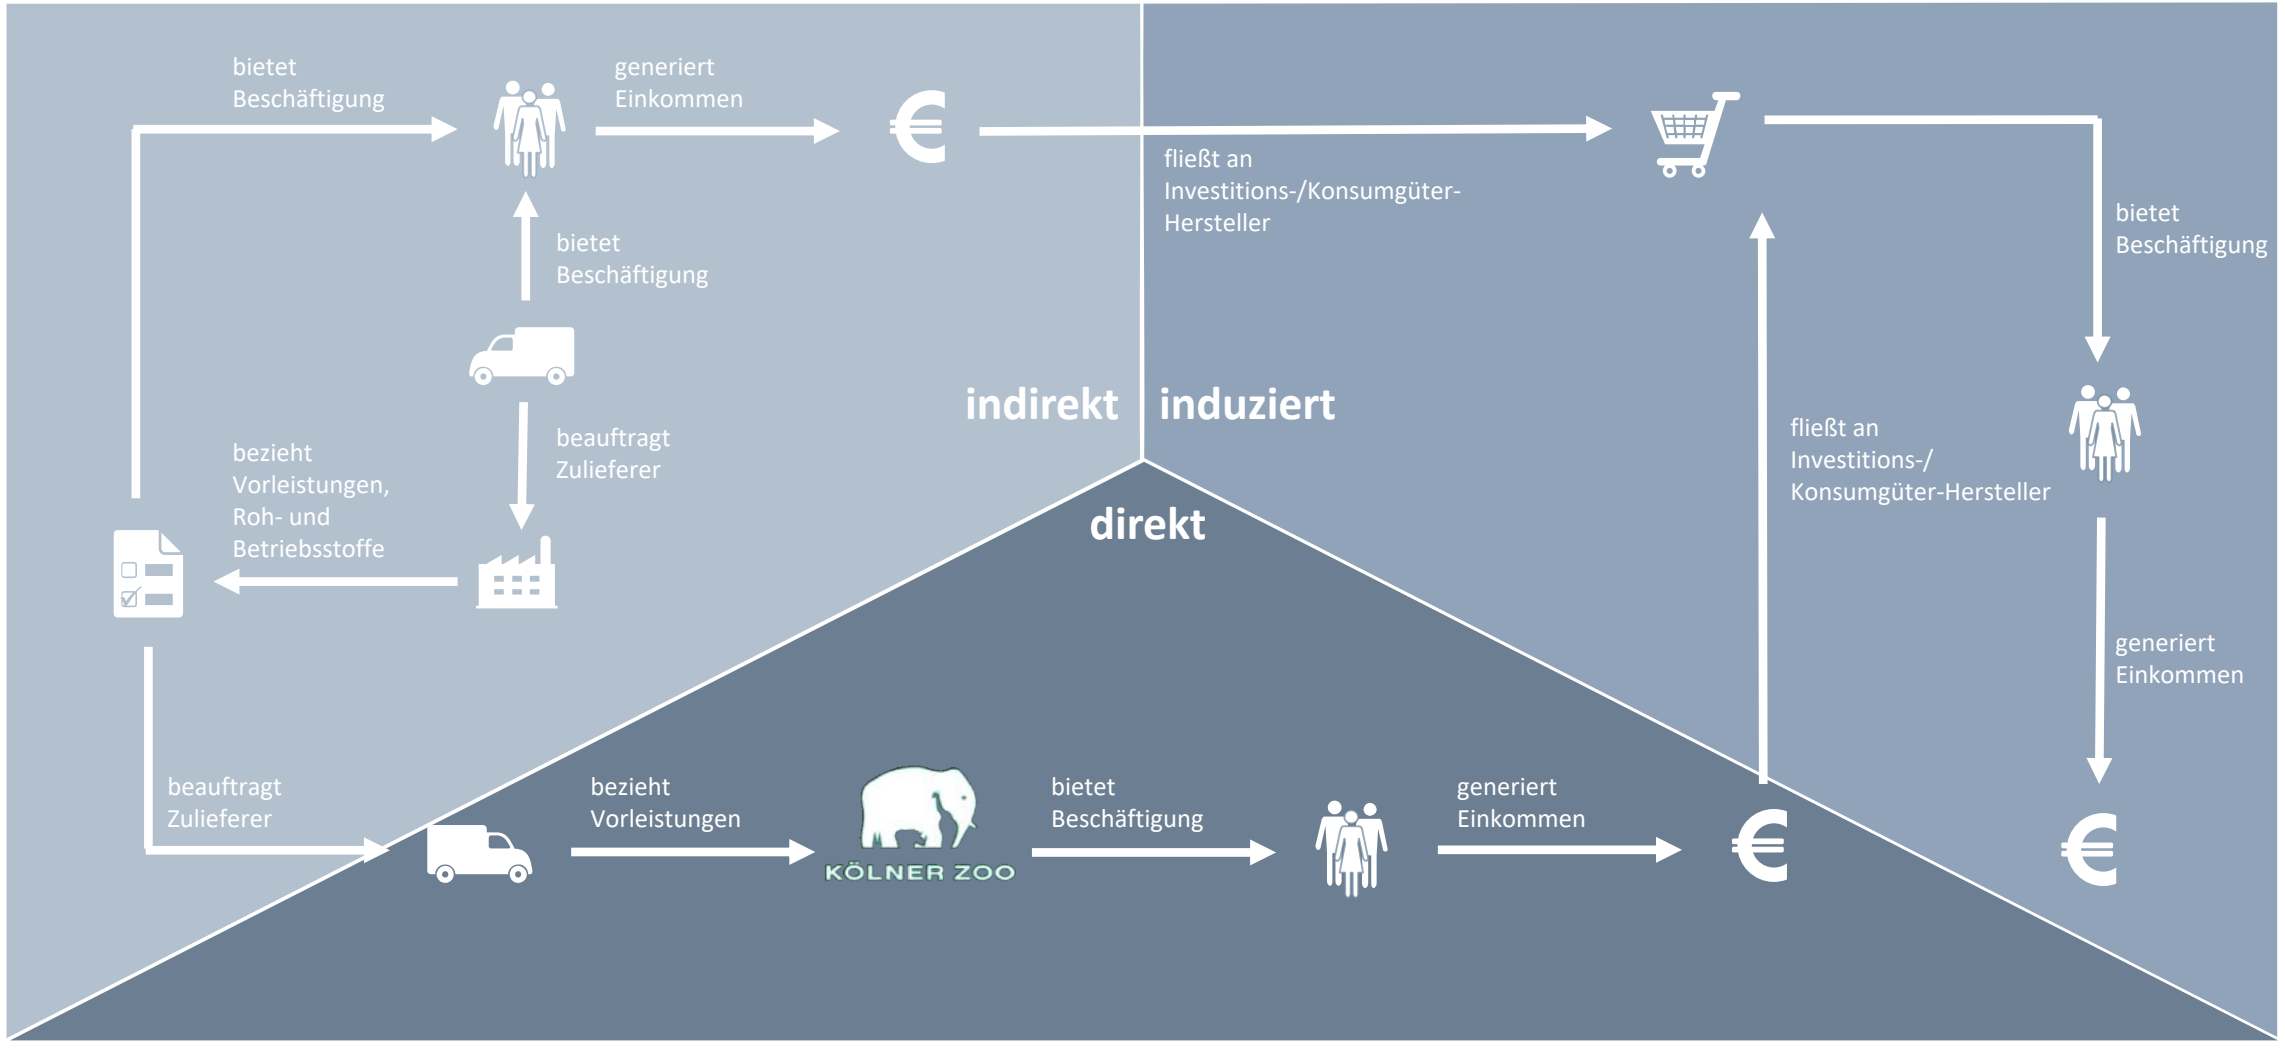 bietet
Beschäftigung
generiert
Einkommen
fließt an
Investitions-/Konsumgüter-
Hersteller
bietet
Beschäftigung
bietet
Beschäftigung
indirekt
induziert
beauftragt
Zulieferer
bezieht
Vorleistungen,
Roh- und
Betriebsstoffe
fließt an
Investitions-/
Konsumgüter-Hersteller
direkt
generiert
Einkommen
beauftragt
Zulieferer
bezieht
Vorleistungen
KÖLNER ZOO
bietet
Beschäftigung
generiert
Einkommen